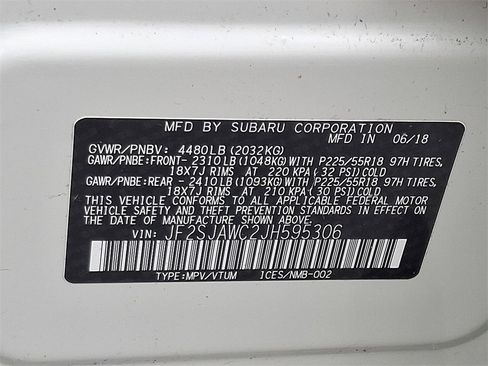 MFD BY SUBARU CORPORATION
MFD IN 06/18
GVWR/PNBV: 4480LB (2032KG)
GAWR/PNBE:FRONT- 2310LB (1048KG) WITH P225/55R18 97H TIRES,
18X7J RIMS AT 220 KPA ( 32 PSI) COLD
GAWR/PNBE:REAR - 2410LB (1093KG) WITH P225/55R18 97H TIRES,
18X7J RIMS AT 210 KPA ( 30 PSI) COLD
THIS VEHICLE CONFORMS TO ALL APPLICABLE FEDERAL MOTOR
VEHICLE SAFETY AND THEFT PREVENTION STANDARDS IN EFFECT
ON THE DATE OF MANUFACTURE SHOWN ABOVE.
VIN: JF2SJAWC2JH595306
TYPE:MPV/VTUM ICES/NMB-002